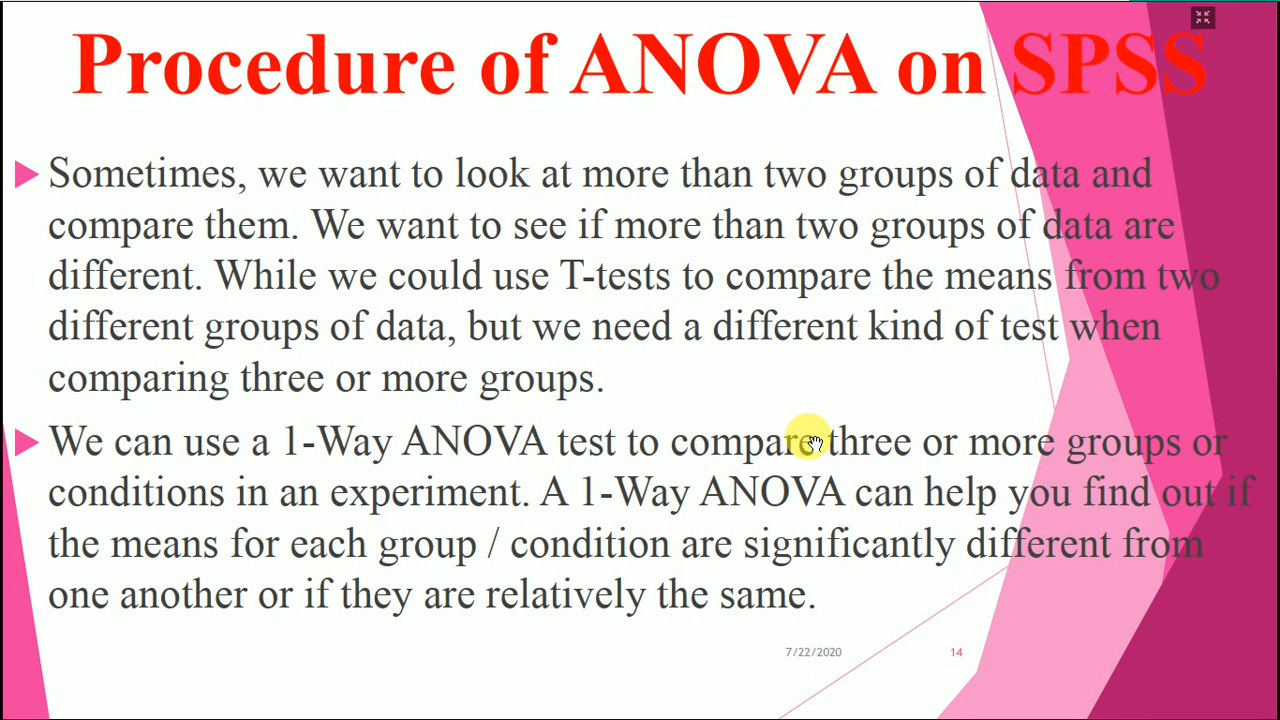 Procedure of ANOVA on SPSS
Sometimes, we want to look at more than two groups of data and
compare them. We want to see if more than two groups of data are
different. While we could use T-tests to compare the means from two
different groups of data, but we need a different kind of test when
comparing three or more groups.
We can use a 1-Way ANOVA test to compare three or more groups or
conditions in an experiment. A 1-Way ANOVA can help you find out if
the means for each group / condition are significantly different from
one another or if they are relatively the same.
7/22/2020 14